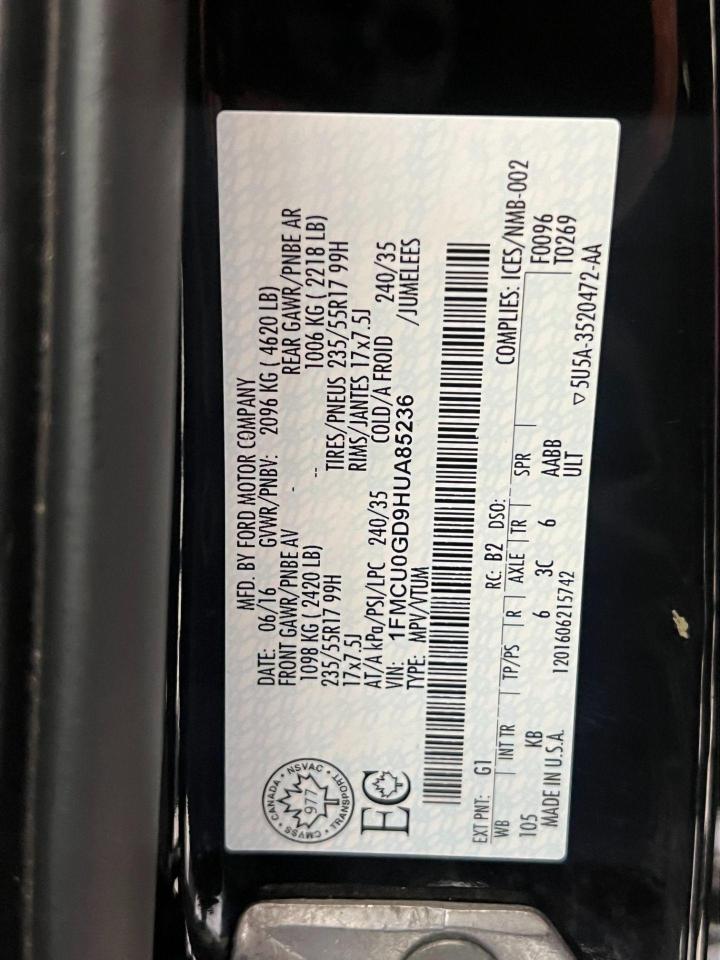 MFD. BY FORD MOTOR COMPANY
DATE: 06/16 GVWR/PNBV: 2096 KG ( 4620 LB)
FRONT GAWR/PNBE AV - REAR GAWR/PNBE AR
1098 KG ( 2420 LB) -- 1006 KG ( 2218 LB)
235/55R17 99H TIRES/PNEUS 235/55R17 99H
17x7.5J RIMS/JANTES 17x7.5J
AT/A kPa/PSI/LPC 240/35 COLD/A FROID 240/35
VIN: 1FMCU0GD9HUA85236 /JUMELEES
TYPE: MPV/VTUM
CMVSS • CANADA • NSVAC • TRANSPORT •
977
EC
EXT PNT: G1 RC: B2 DSO: COMPLIES: ICES/NMB-002
WB INT TR TP/PS R AXLE TR SPR F0096
105 KB 6 3C 6 AABB T0269
ULT
MADE IN U.S.A. 1201606215742 ▽ 5U5A-3520472-AA